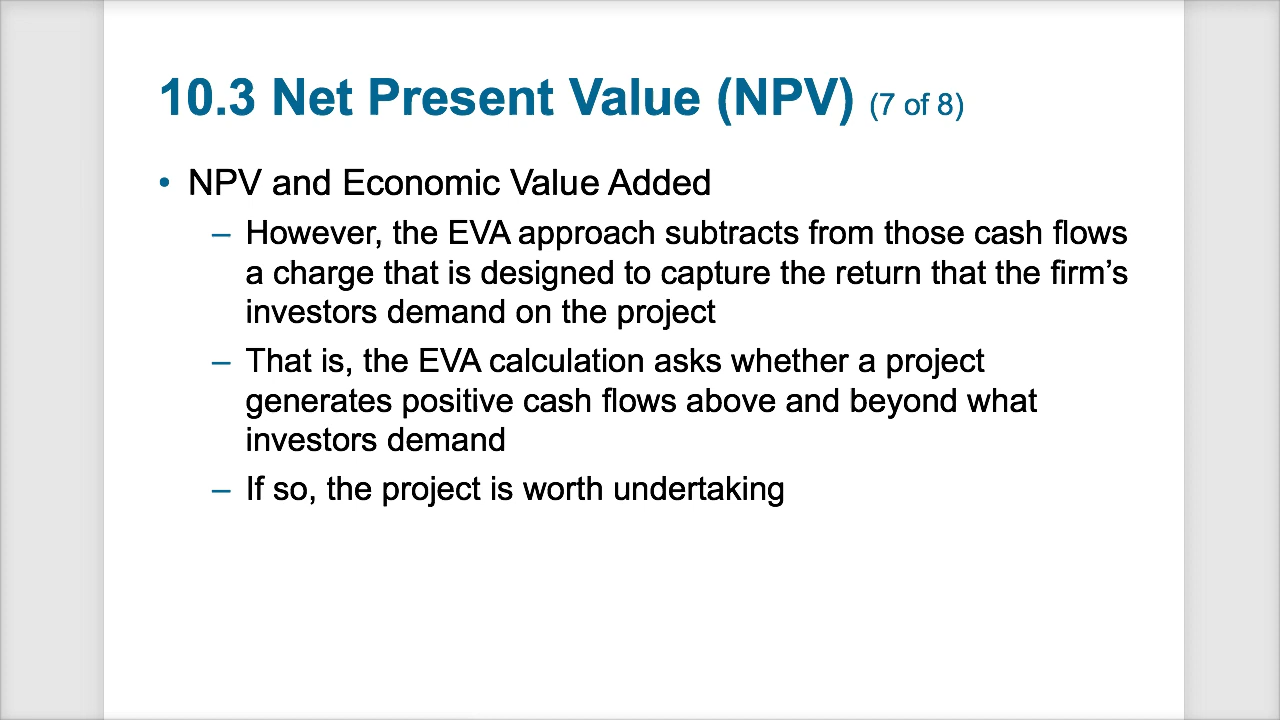 10.3 Net Present Value (NPV) (7 of 8)
• NPV and Economic Value Added
– However, the EVA approach subtracts from those cash flows
a charge that is designed to capture the return that the firm’s
investors demand on the project
– That is, the EVA calculation asks whether a project
generates positive cash flows above and beyond what
investors demand
– If so, the project is worth undertaking